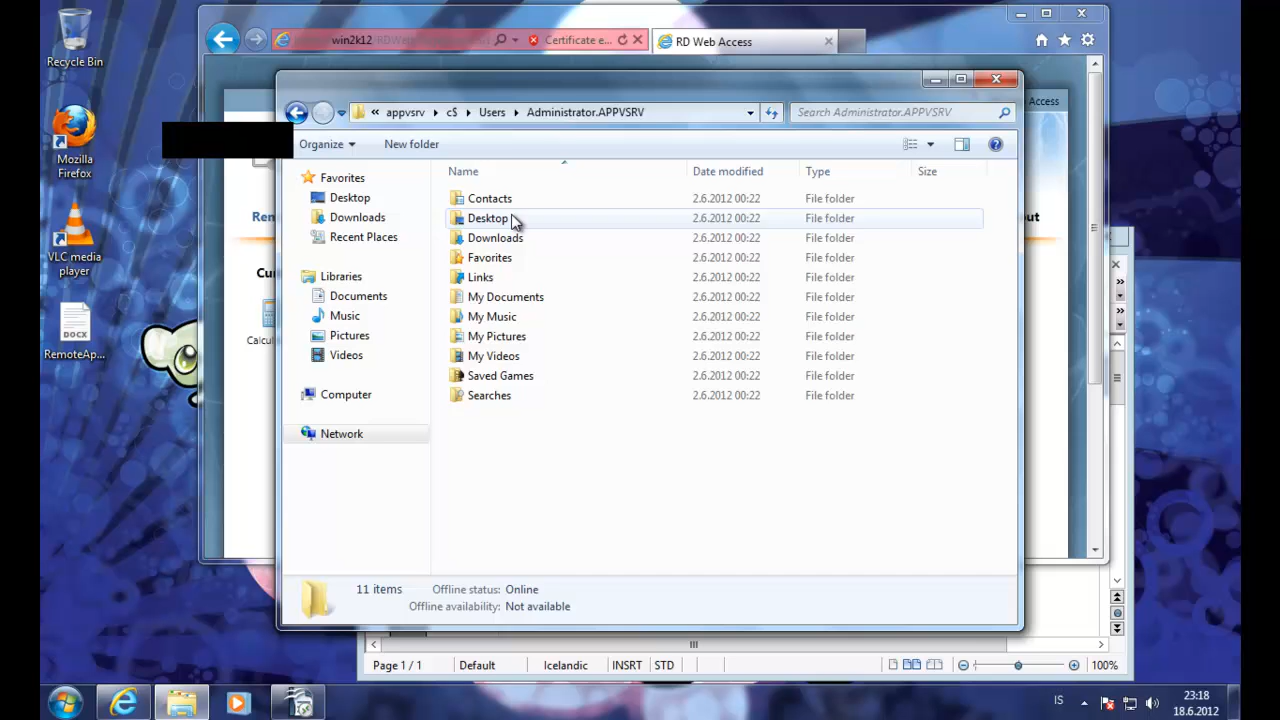 Recycle Bin
Mozilla Firefox
VLC media player
RemoteAp...
DOCX
win2k12/RDWeb
Certificate e...
RD Web Access
Access
appvsrv
c$
Users
Administrator.APPVSRV
Search Administrator.APPVSRV
Organize
New folder
Favorites
Desktop
Downloads
Recent Places
Libraries
Documents
Music
Pictures
Videos
Computer
Network
Name Date modified Type Size
Contacts 2.6.2012 00:22 File folder
Desktop 2.6.2012 00:22 File folder
Downloads 2.6.2012 00:22 File folder
Favorites 2.6.2012 00:22 File folder
Links 2.6.2012 00:22 File folder
My Documents 2.6.2012 00:22 File folder
My Music 2.6.2012 00:22 File folder
My Pictures 2.6.2012 00:22 File folder
My Videos 2.6.2012 00:22 File folder
Saved Games 2.6.2012 00:22 File folder
Searches 2.6.2012 00:22 File folder
Rem
out
Cu
Calcul
11 items
Offline status: Online
Offline availability: Not available
Page 1 / 1 Default Icelandic INSRT STD 100%
IS
23:18
18.6.2012